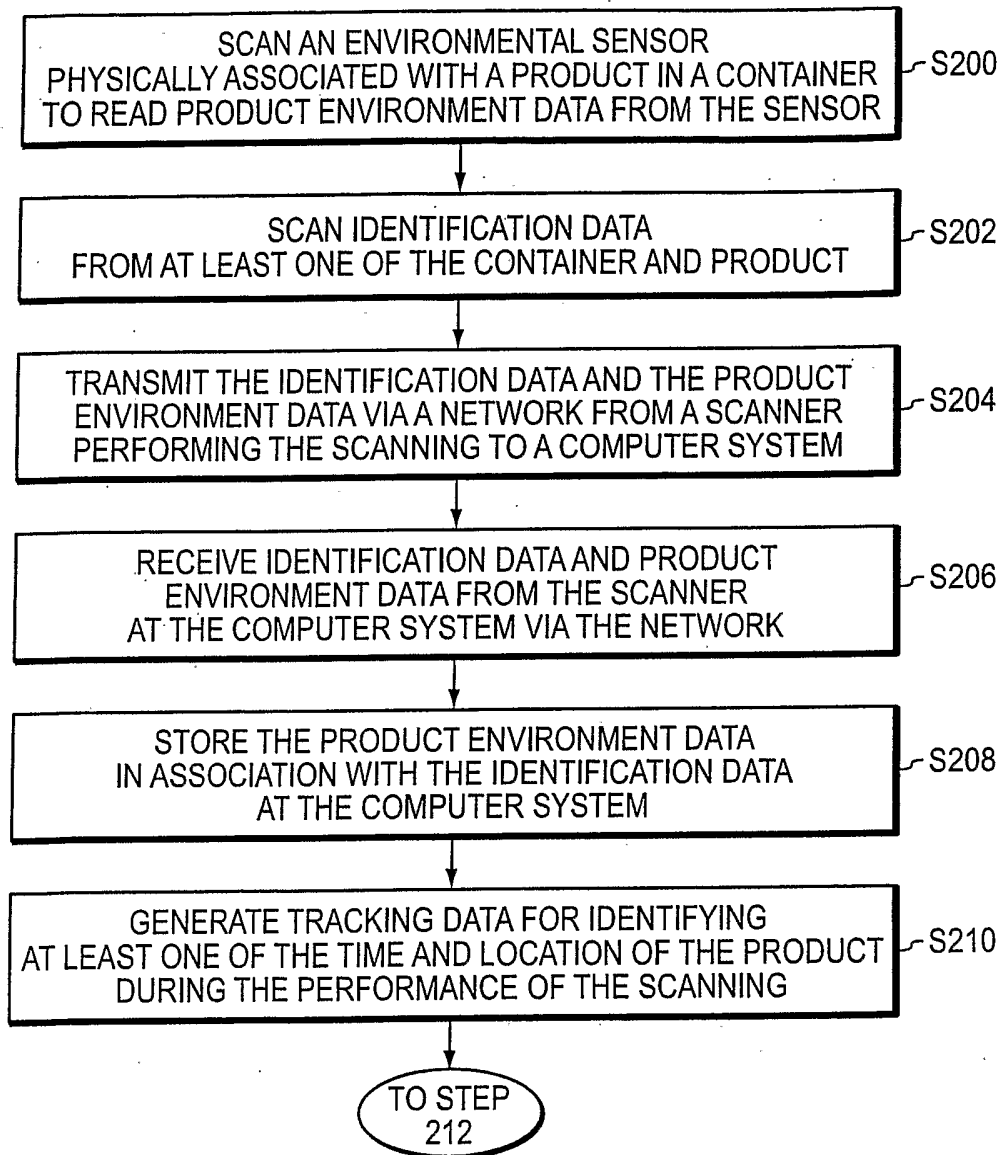 SCAN AN ENVIRONMENTAL SENSOR
PHYSICALLY ASSOCIATED WITH A PRODUCT IN A CONTAINER
TO READ PRODUCT ENVIRONMENT DATA FROM THE SENSOR
S200
SCAN IDENTIFICATION DATA
FROM AT LEAST ONE OF THE CONTAINER AND PRODUCT
S202
TRANSMIT THE IDENTIFICATION DATA AND THE PRODUCT
ENVIRONMENT DATA VIA A NETWORK FROM A SCANNER
PERFORMING THE SCANNING TO A COMPUTER SYSTEM
S204
RECEIVE IDENTIFICATION DATA AND PRODUCT
ENVIRONMENT DATA FROM THE SCANNER
AT THE COMPUTER SYSTEM VIA THE NETWORK
S206
STORE THE PRODUCT ENVIRONMENT DATA
IN ASSOCIATION WITH THE IDENTIFICATION DATA
AT THE COMPUTER SYSTEM
S208
GENERATE TRACKING DATA FOR IDENTIFYING
AT LEAST ONE OF THE TIME AND LOCATION OF THE PRODUCT
DURING THE PERFORMANCE OF THE SCANNING
S210
TO STEP
212